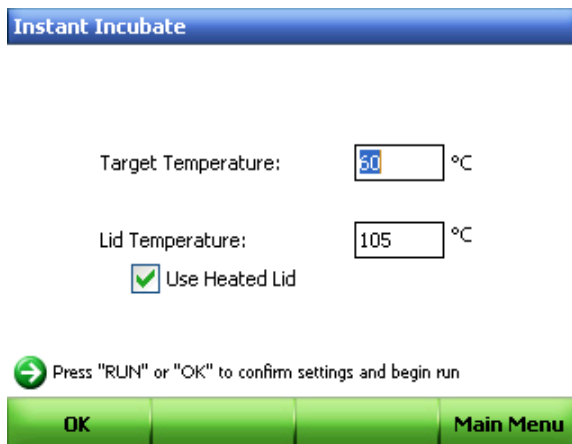 Instant Incubate
Target Temperature: 60 °C
Lid Temperature: 105 °C
Use Heated Lid
Press "RUN" or "OK" to confirm settings and begin run
OK Main Menu